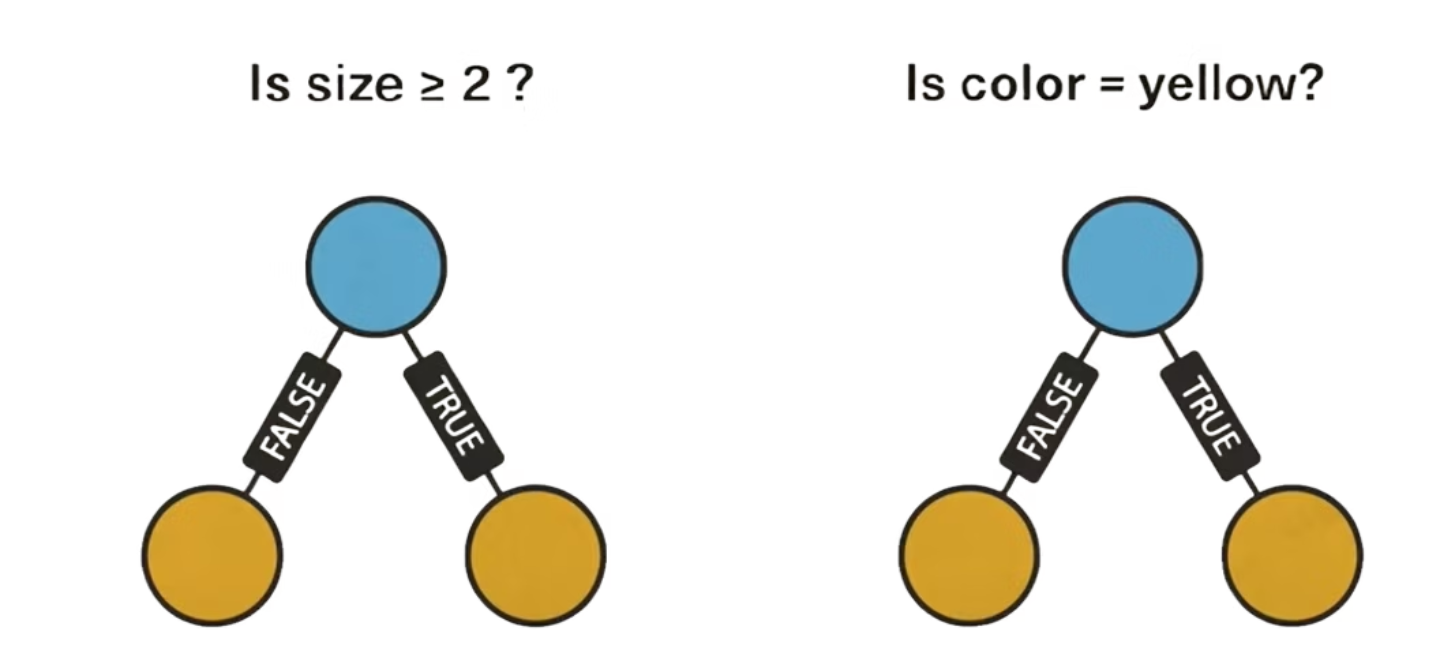 Is size ≥ 2 ?
Is color = yellow?
FALSE
TRUE
FALSE
TRUE